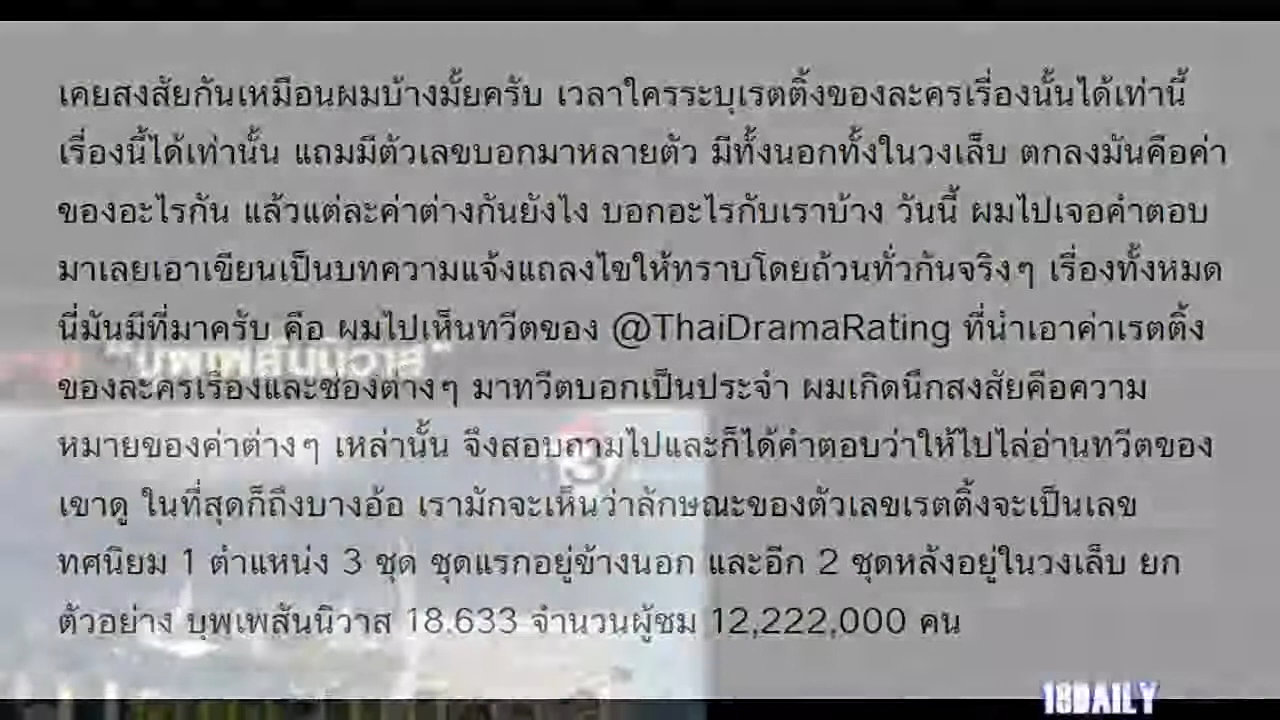 เคยสงสัยกันเหมือนผมบ้างมั้ยครับ เวลาใครระบุเรตติ้งของละครเรื่องนั้นได้เท่านี้
เรื่องนี้ได้เท่านั้น แถมมีตัวเลขบอกมาหลายตัว มีทั้งนอกทั้งในวงเล็บ ตกลงมันคือค่า
ของอะไรกัน แล้วแต่ละค่าต่างกันยังไง บอกอะไรกับเราบ้าง วันนี้ ผมไปเจอคำตอบ
มาเลยเอาเขียนเป็นบทความแจ้งแถลงไขให้ทราบโดยถ้วนทั่วกันจริงๆ เรื่องทั้งหมด
นี่มันมีที่มาครับ คือ ผมไปเห็นทวีตของ @ThaiDramaRating ที่นำเอาค่าเรตติ้ง
"บุพเพสันนิวาส"
ของละครเรื่องและช่องต่างๆ มาทวีตบอกเป็นประจำ ผมเกิดนึกสงสัยคือความ
หมายของค่าต่างๆ เหล่านั้น จึงสอบถามไปและก็ได้คำตอบว่าให้ไปไล่อ่านทวีตของ
เขาดู ในที่สุดก็ถึงบางอ้อ เรามักจะเห็นว่าลักษณะของตัวเลขเรตติ้งจะเป็นเลข
ทศนิยม 1 ตำแหน่ง 3 ชุด ชุดแรกอยู่ข้างนอก และอีก 2 ชุดหลังอยู่ในวงเล็บ ยก
ตัวอย่าง บุพเพสันนิวาส 18.633 จำนวนผู้ชม 12,222,000 คน
18DAILY